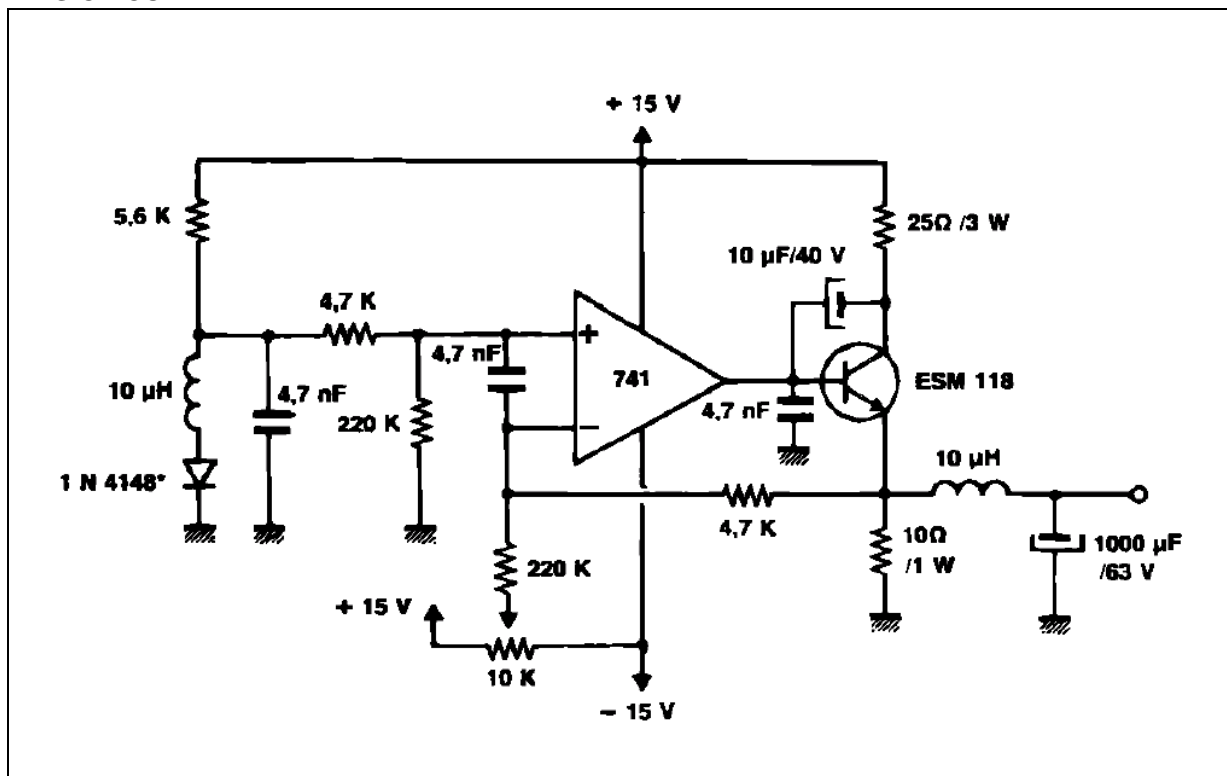 + 15 V
5,6 K
25Ω /3 W
10 µF/40 V
4,7 K
+
4,7 nF
741
ESM 118
10 µH
4,7 nF
220 K
4,7 nF
−
10 µH
1 N 4148*
4,7 K
10Ω
/1 W
1000 µF
/63 V
220 K
+ 15 V
10 K
− 15 V